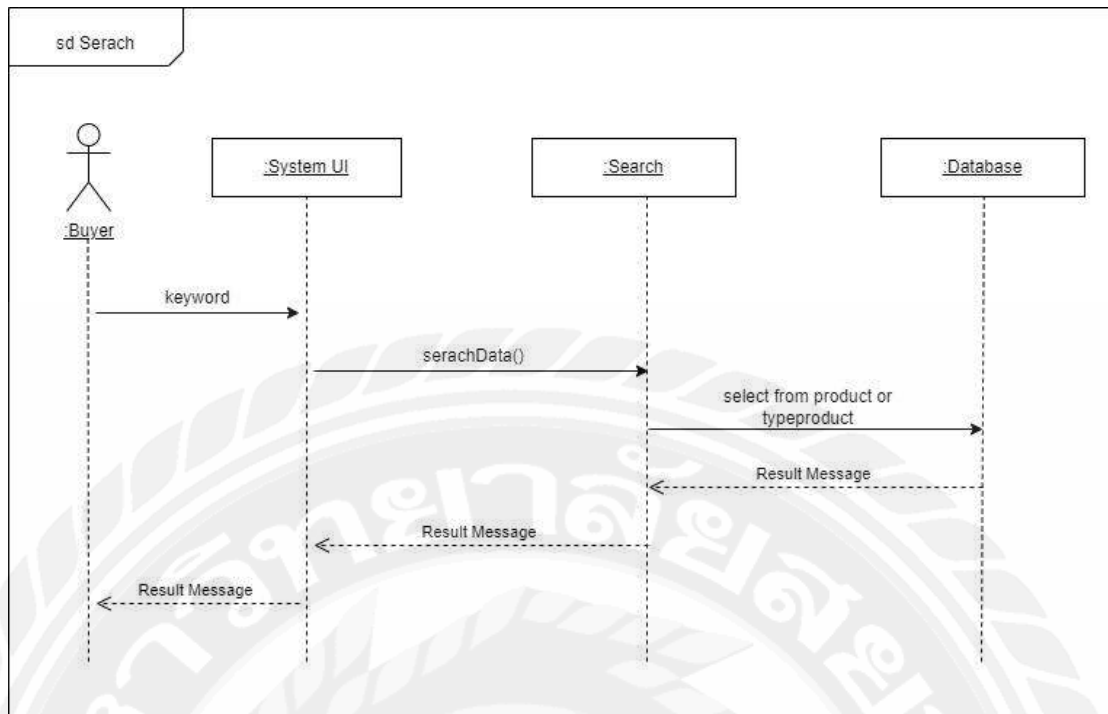 sd Serach
:System UI
:Search
:Database
:Buyer
keyword
serachData()
select from product or
typeproduct
Result Message
Result Message
Result Message